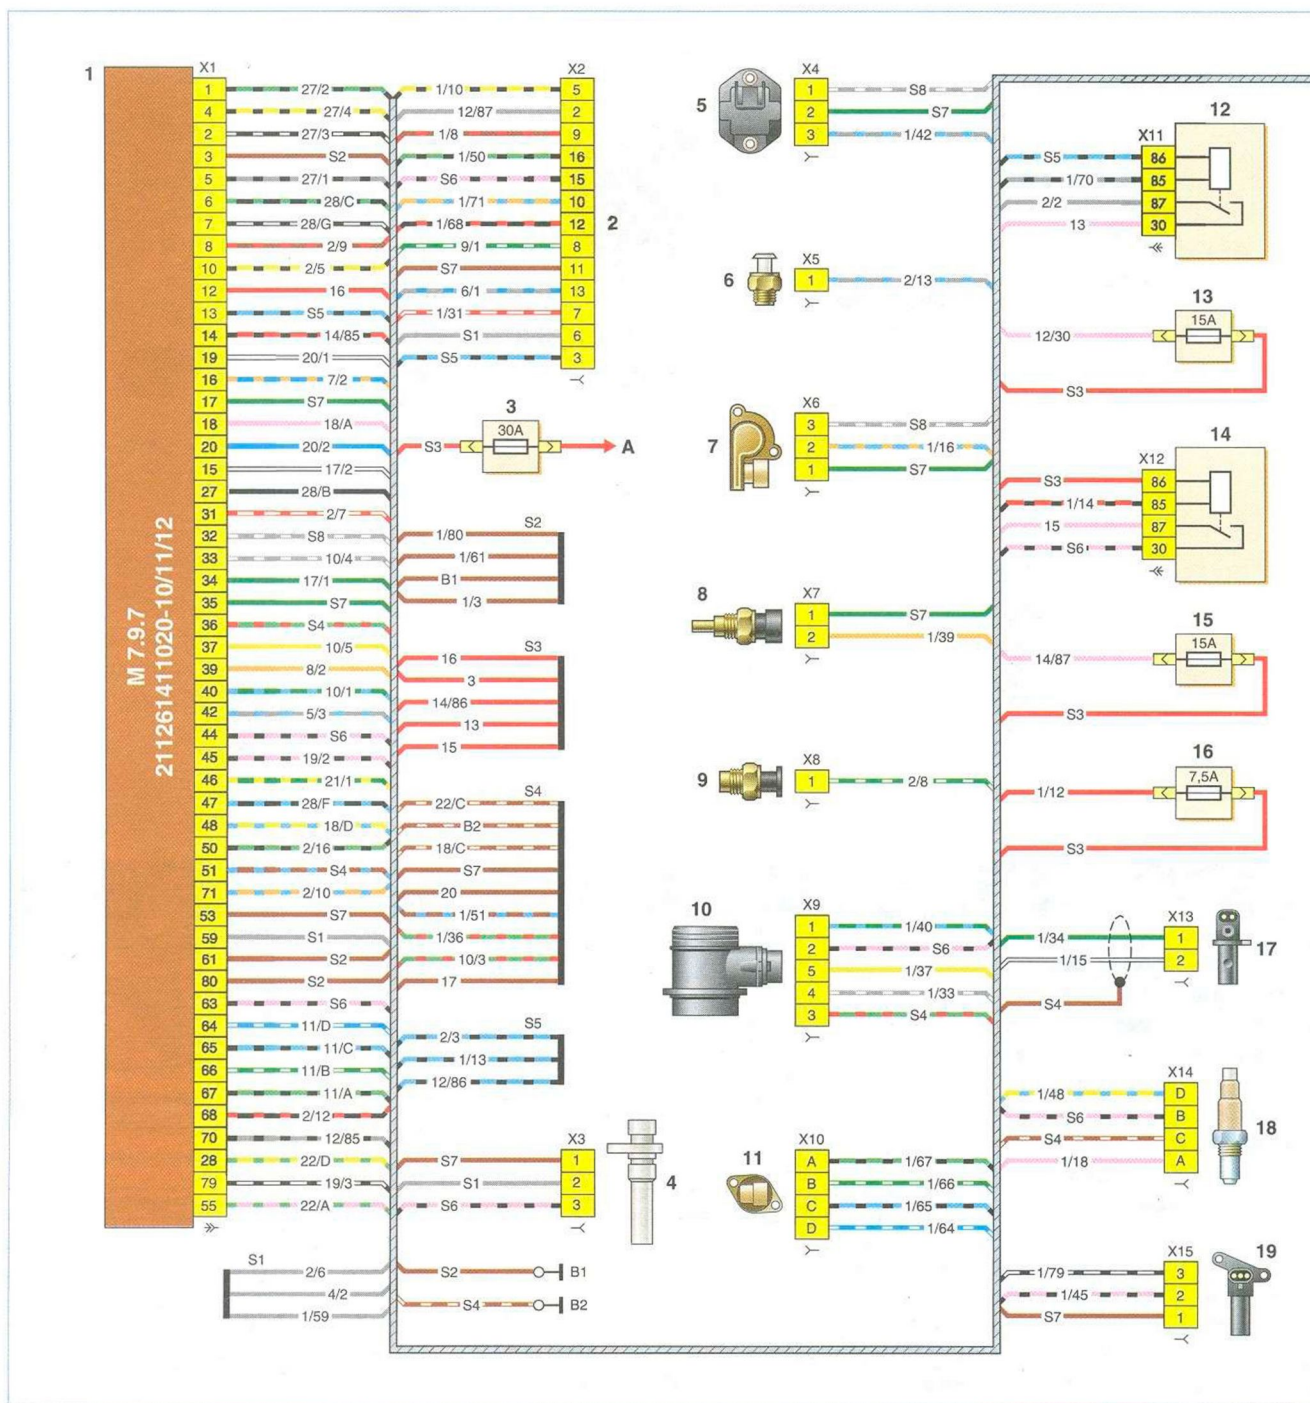 1
M 7.9.7
211261411020-10/11/12
X1
1 27/2
4 27/4
2 27/3
3 S2
5 27/1
6 28/C
7 28/G
8 2/9
10 2/5
12 16
13 S5
14 14/85
19 20/1
16 7/2
17 S7
18 18/A
20 20/2
15 17/2
27 28/B
31 2/7
32 S8
33 10/4
34 17/1
35 S7
36 S4
37 10/5
39 8/2
40 10/1
42 5/3
44 S6
45 19/2
46 21/1
47 28/F
48 18/D
50 2/16
51 S4
71 2/10
53 S7
59 S1
61 S2
80 S2
63 S6
64 11/D
65 11/C
66 11/B
67 11/A
68 2/12
70 12/85
28 22/D
79 19/3
55 22/A
S1
2/6
4/2
1/59
X2
1/10 5
12/87 2
1/8 9
1/50 16
S6 15
1/71 10
1/68 12
9/1 8
S7 11
6/1 13
1/31 7
S1 6
S5 3
2
3
S3 30A A
S2
1/80
1/61
B1
1/3
S3
16
3
14/86
13
15
S4
22/C
B2
18/C
S7
20
1/51
1/36
10/3
17
S5
2/3
1/13
12/86
X3
S7 1
S1 2
S6 3
4
S2 B1
S4 B2
5
X4
1 S8
2 S7
3 1/42
6
X5
1 2/13
7
X6
3 S8
2 1/16
1 S7
8
X7
1 S7
2 1/39
9
X8
1 2/8
10
X9
1 1/40
2 S6
5 1/37
4 1/33
3 S4
11
X10
A 1/67
B 1/66
C 1/65
D 1/64
12
X11
S5 86
1/70 85
2/2 87
13 30
13
12/30 15A
S3
14
X12
S3 86
1/14 85
15 87
S6 30
15
14/87 15A
S3
16
1/12 7,5A
S3
X13
1/34 1
1/15 2
S4
17
X14
1/48 D
S6 B
S4 C
1/18 A
18
X15
1/79 3
1/45 2
S7 1
19